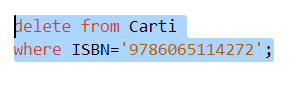 delete from Carti
where ISBN='9786065114272';